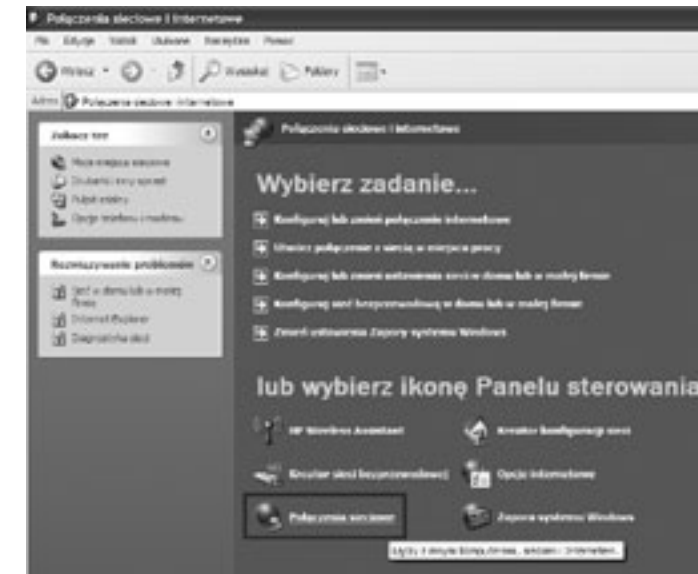 Połączenia sieciowe i internetowe
Plik Edycja Widok Ulubione Narzędzia Pomoc
Wstecz Wyszukaj Foldery
Adres Połączenia sieciowe i internetowe
Zobacz też
Moje miejsca sieciowe
Drukarki i inny sprzęt
Pulpit zdalny
Opcje telefonu i modemu
Rozwiązywanie problemów
Sieć w domu lub w małej
firmie
Internet Explorer
Diagnostyka sieci
Połączenia sieciowe i internetowe
Wybierz zadanie...
Konfiguruj lub zmień połączenie internetowe
Utwórz połączenie z siecią w miejscu pracy
Konfiguruj lub zmień ustawienia sieci w domu lub w małej firmie
Konfiguruj sieć bezprzewodową w domu lub w małej firmie
Zmień ustawienia Zapory systemu Windows
lub wybierz ikonę Panelu sterowania
HP Wireless Assistant
Kreator konfiguracji sieci
Kreator sieci bezprzewodowej
Opcje internetowe
Połączenia sieciowe
Zapora systemu Windows
z innymi komputerami, sieciami i Internetem.